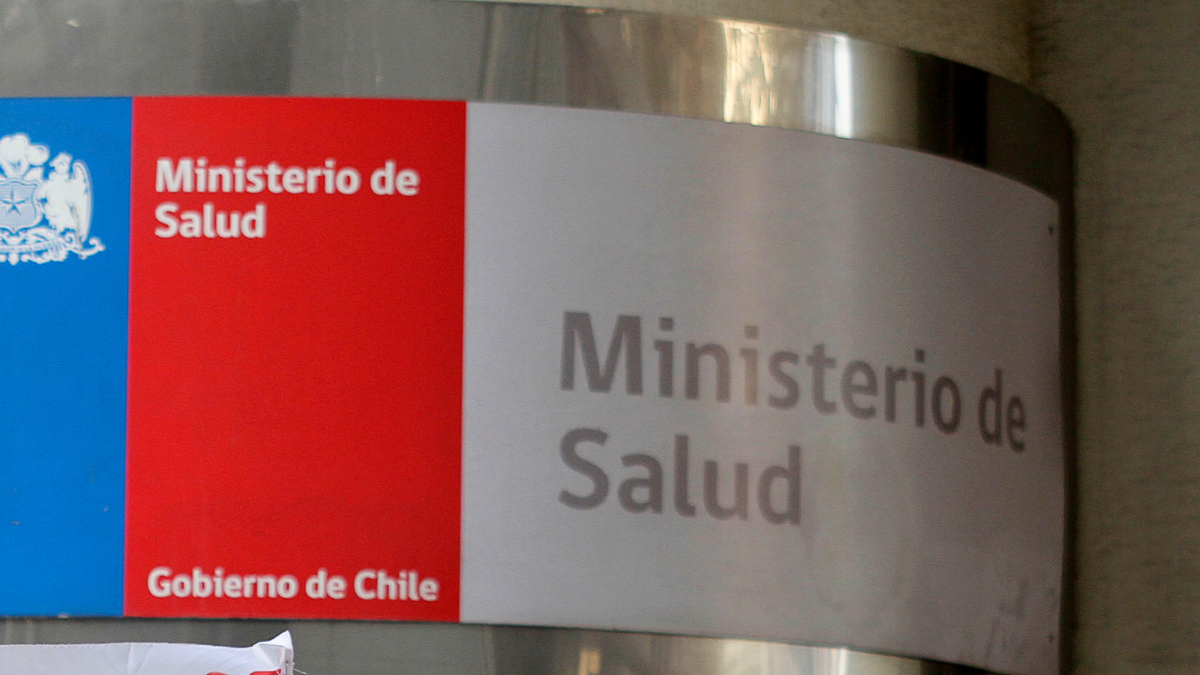 Ministerio de
Salud
Gobierno de Chile
Ministerio de
Salud